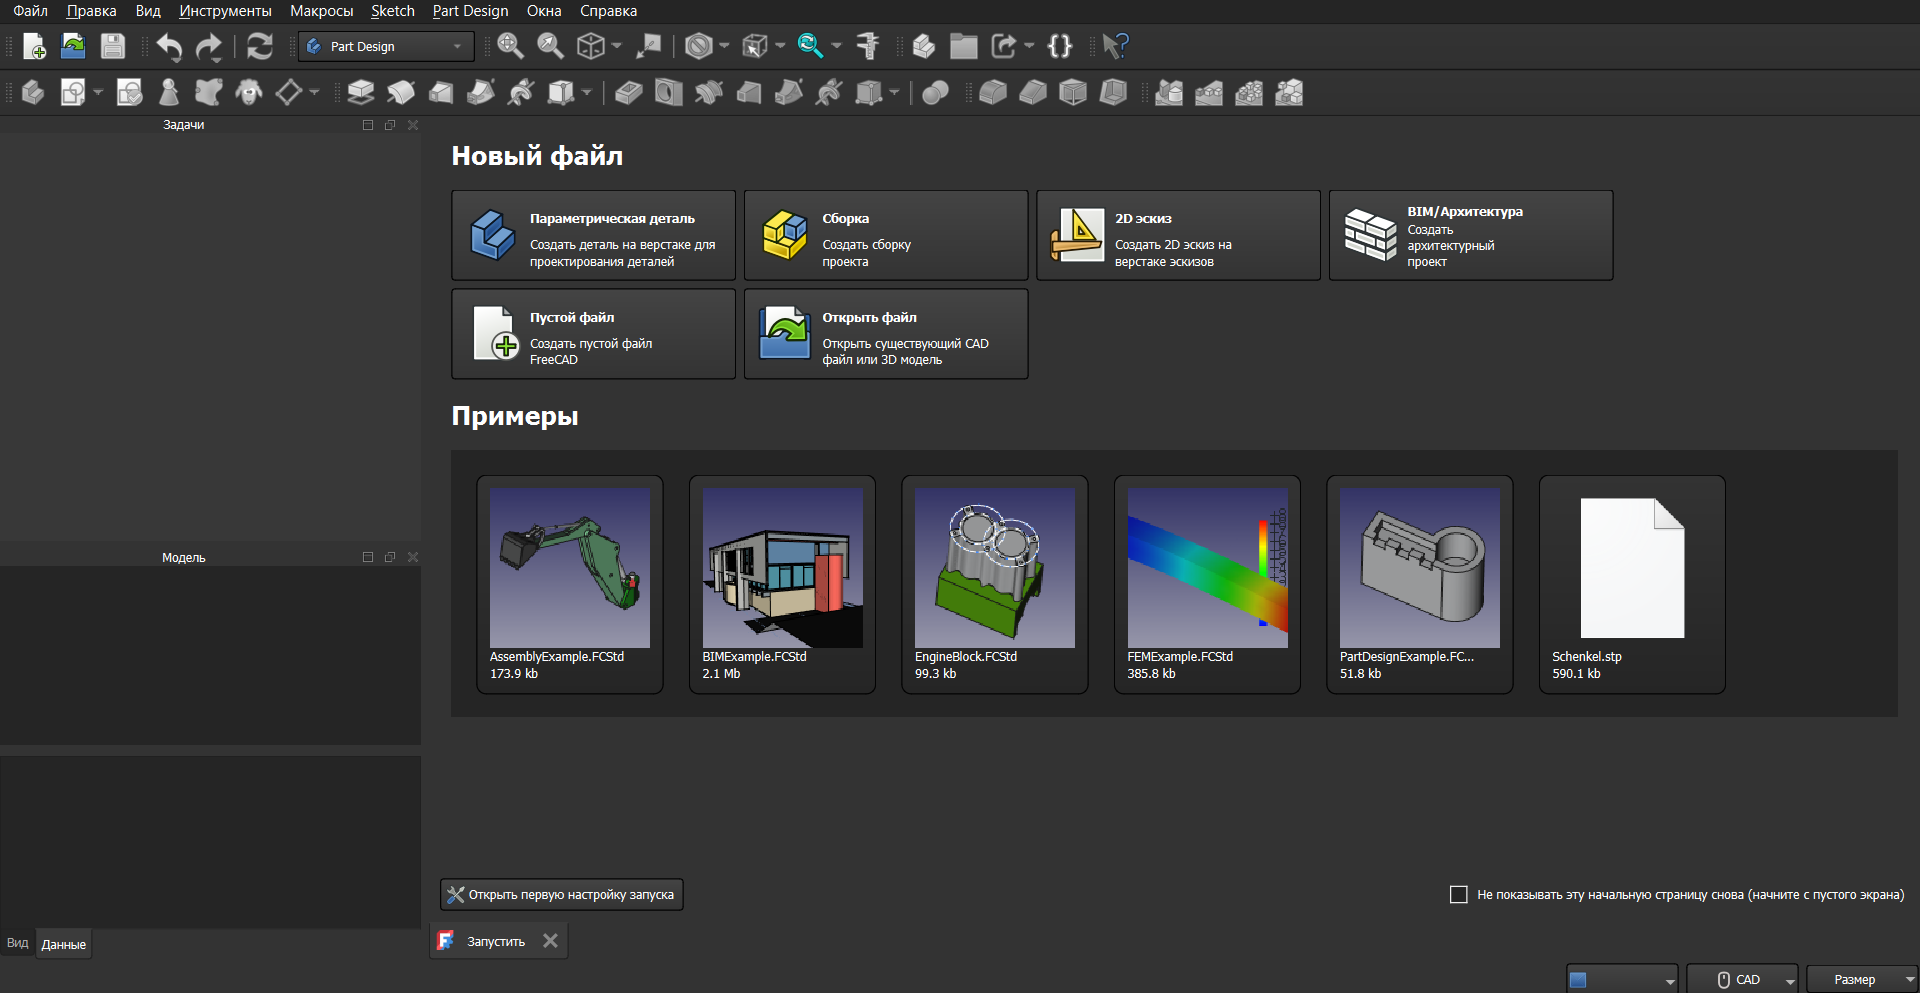 Файл Правка Вид Инструменты Макросы Sketch Part Design Окна Справка
Part Design
Задачи
Новый файл
Параметрическая деталь
Создать деталь на верстаке для
проектирования деталей
Сборка
Создать сборку
проекта
2D эскиз
Создать 2D эскиз на
верстаке эскизов
BIM/Архитектура
Создать
архитектурный
проект
Пустой файл
Создать пустой файл
FreeCAD
Открыть файл
Открыть существующий CAD
файл или 3D модель
Примеры
Модель
AssemblyExample.FCStd
173.9 kb
BIMExample.FCStd
2.1 Mb
EngineBlock.FCStd
99.3 kb
FEMExample.FCStd
385.8 kb
PartDesignExample.FC...
51.8 kb
Schenkel.stp
590.1 kb
Открыть первую настройку запуска
Не показывать эту начальную страницу снова (начните с пустого экрана)
Вид Данные
Запустить
CAD
Размер